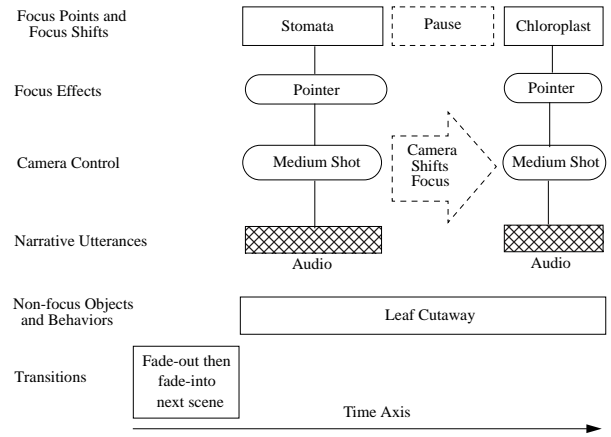 Focus Points and
Focus Shifts
Stomata
Pause
Chloroplast
Focus Effects
Pointer
Pointer
Camera Control
Medium Shot
Camera
Shifts
Focus
Medium Shot
Narrative Utterances
Audio
Audio
Non-focus Objects
and Behaviors
Leaf Cutaway
Transitions
Fade-out then
fade-into
next scene
Time Axis